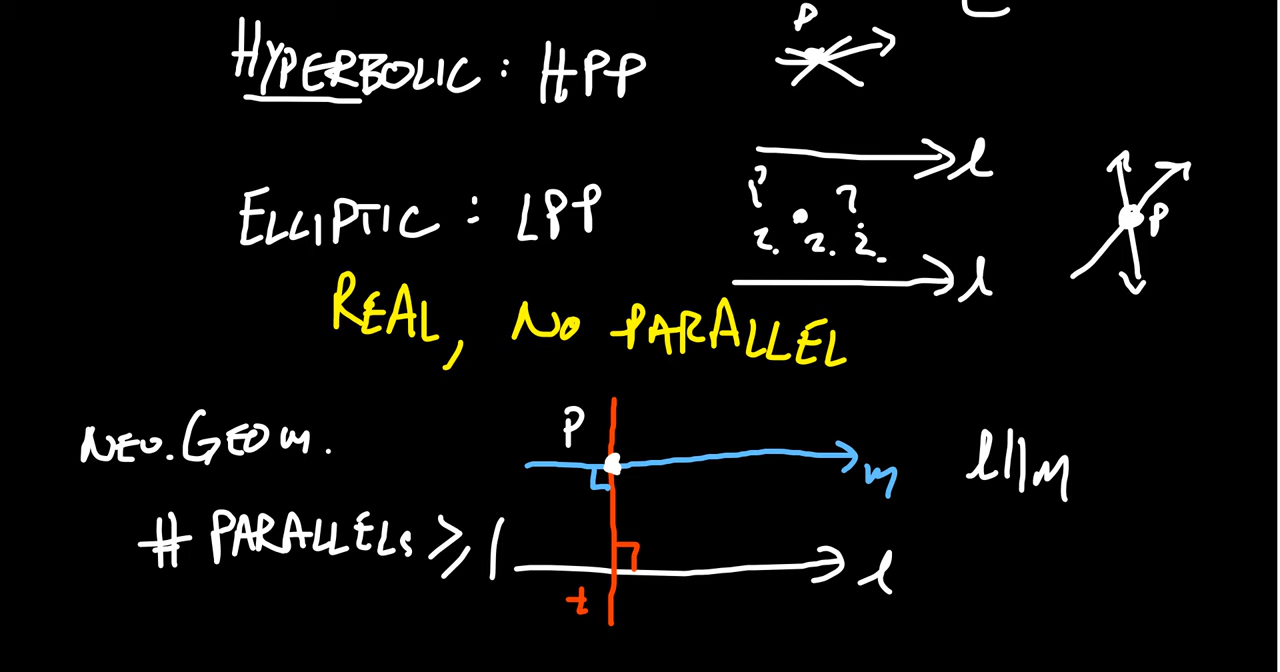 HYPERBOLIC : HPP
P
l
ELLIPTIC : LPP
? ?
? ? ?
P
l
REAL, NO PARALLEL
P
NEU. GEOM.
m
l || m
# PARALLELS ≥ 1
l
t